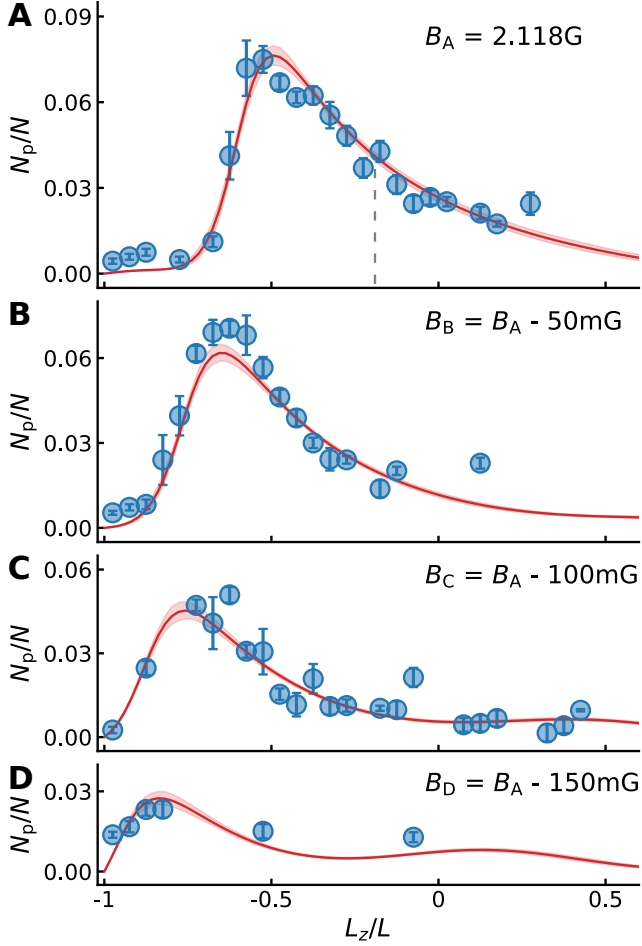 A
B_A = 2.118G
N_p/N
0.09
0.06
0.03
0.00
B
B_B = B_A - 50mG
N_p/N
0.06
0.03
0.00
C
B_C = B_A - 100mG
N_p/N
0.06
0.03
0.00
D
B_D = B_A - 150mG
N_p/N
0.03
0.00
-1 -0.5 0 0.5
L_z/L